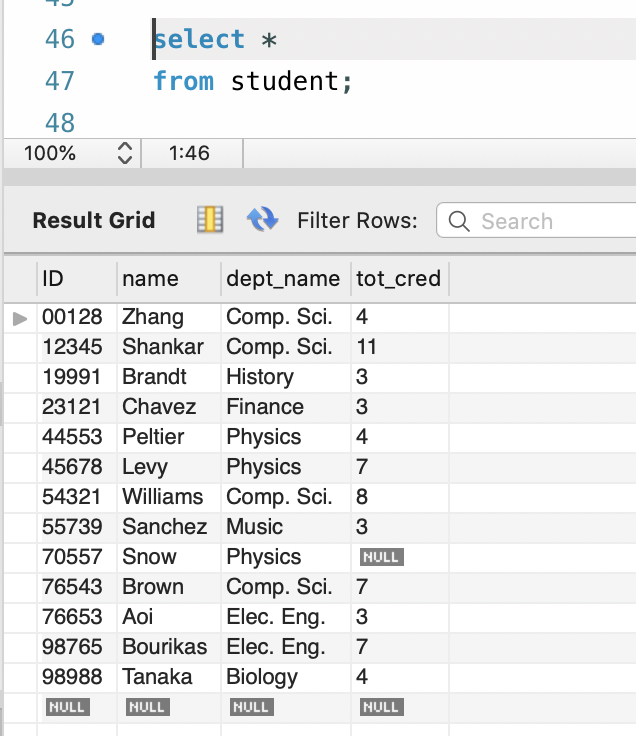 45
46 select *
47 from student;
48
100% 1:46
Result Grid Filter Rows: Search
ID name dept_name tot_cred
00128 Zhang Comp. Sci. 4
12345 Shankar Comp. Sci. 11
19991 Brandt History 3
23121 Chavez Finance 3
44553 Peltier Physics 4
45678 Levy Physics 7
54321 Williams Comp. Sci. 8
55739 Sanchez Music 3
70557 Snow Physics NULL
76543 Brown Comp. Sci. 7
76653 Aoi Elec. Eng. 3
98765 Bourikas Elec. Eng. 7
98988 Tanaka Biology 4
NULL NULL NULL NULL